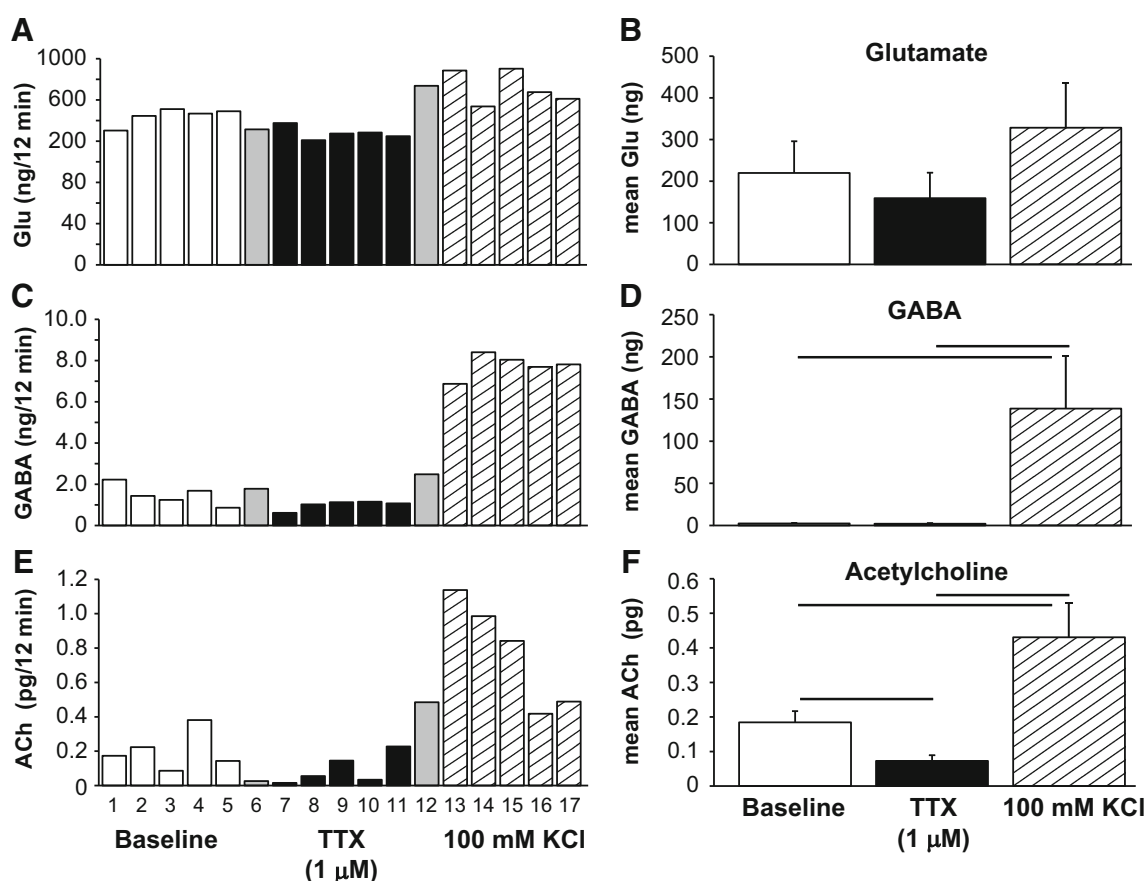 A
Glu (ng/12 min)
1000
600
200
80
40
0
B
Glutamate
mean Glu (ng)
500
400
300
200
100
0
C
GABA (ng/12 min)
10.0
8.0
6.0
4.0
2.0
0
D
GABA
mean GABA (ng)
250
200
150
100
50
0
E
ACh (pg/12 min)
1.2
0.8
0.6
0.4
0.2
0
1 2 3 4 5 6 7 8 9 10 11 12 13 14 15 16 17
Baseline TTX 100 mM KCl
(1 µM)
F
Acetylcholine
mean ACh (pg)
0.6
0.5
0.4
0.3
0.2
0.1
0
Baseline TTX 100 mM KCl
(1 µM)